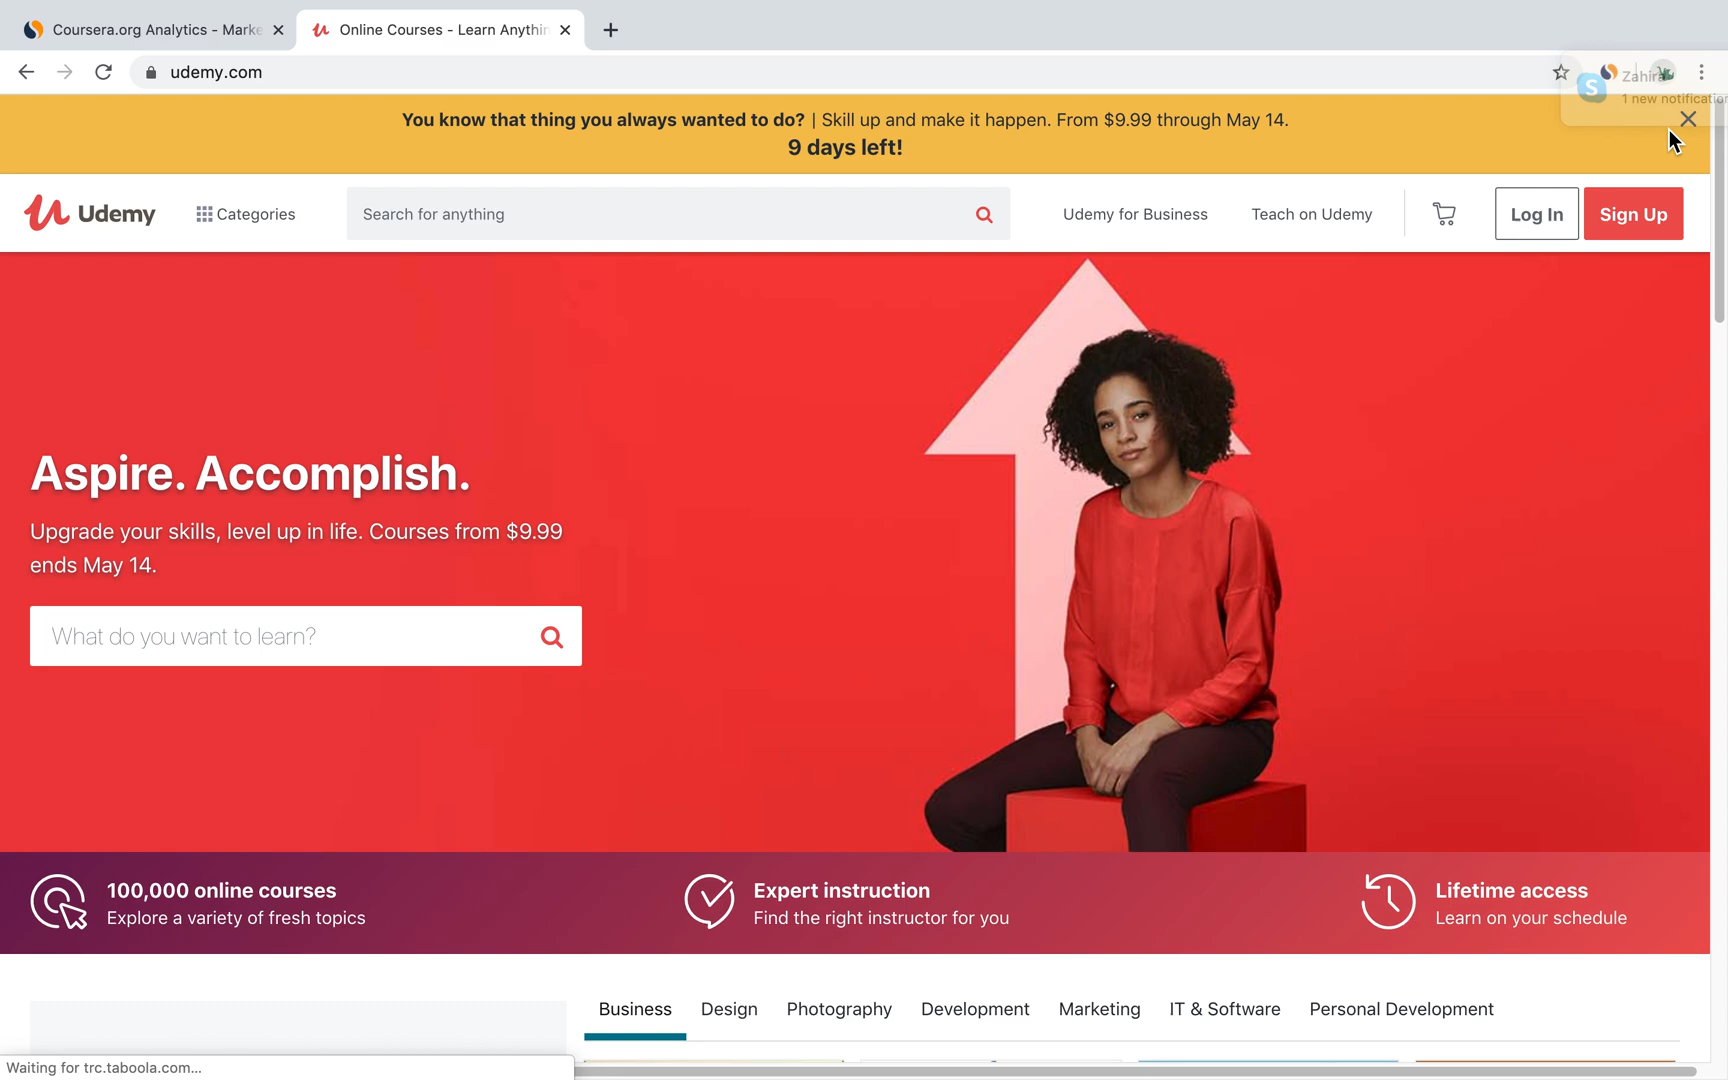 Coursera.org Analytics - Marke
Online Courses - Learn Anythin
udemy.com
Zahira
1 new notification
You know that thing you always wanted to do? | Skill up and make it happen. From $9.99 through May 14.
9 days left!
Udemy
Categories
Search for anything
Udemy for Business
Teach on Udemy
Log In
Sign Up
Aspire. Accomplish.
Upgrade your skills, level up in life. Courses from $9.99
ends May 14.
What do you want to learn?
100,000 online courses
Explore a variety of fresh topics
Expert instruction
Find the right instructor for you
Lifetime access
Learn on your schedule
Business
Design
Photography
Development
Marketing
IT & Software
Personal Development
Waiting for trc.taboola.com...